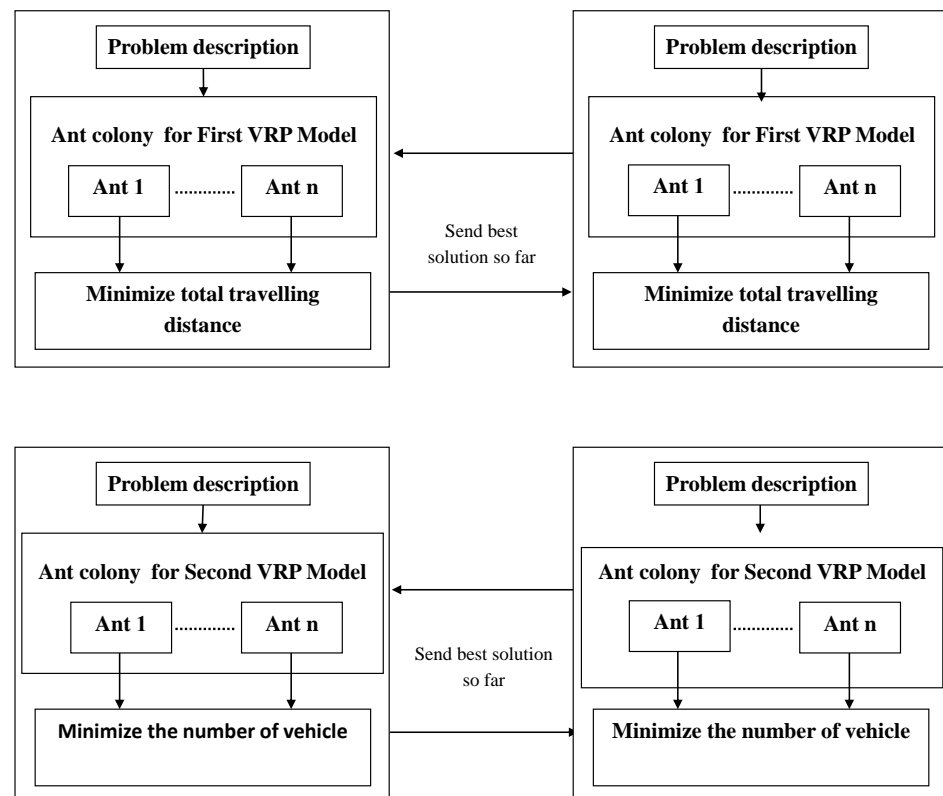 Problem description
Ant colony for First VRP Model
Ant 1 ............. Ant n
Minimize total travelling
distance
Send best
solution so far
Problem description
Ant colony for First VRP Model
Ant 1 ............. Ant n
Minimize total travelling
distance
Problem description
Ant colony for Second VRP Model
Ant 1 ............. Ant n
Minimize the number of vehicle
Send best solution
so far
Problem description
Ant colony for Second VRP Model
Ant 1 ............. Ant n
Minimize the number of vehicle